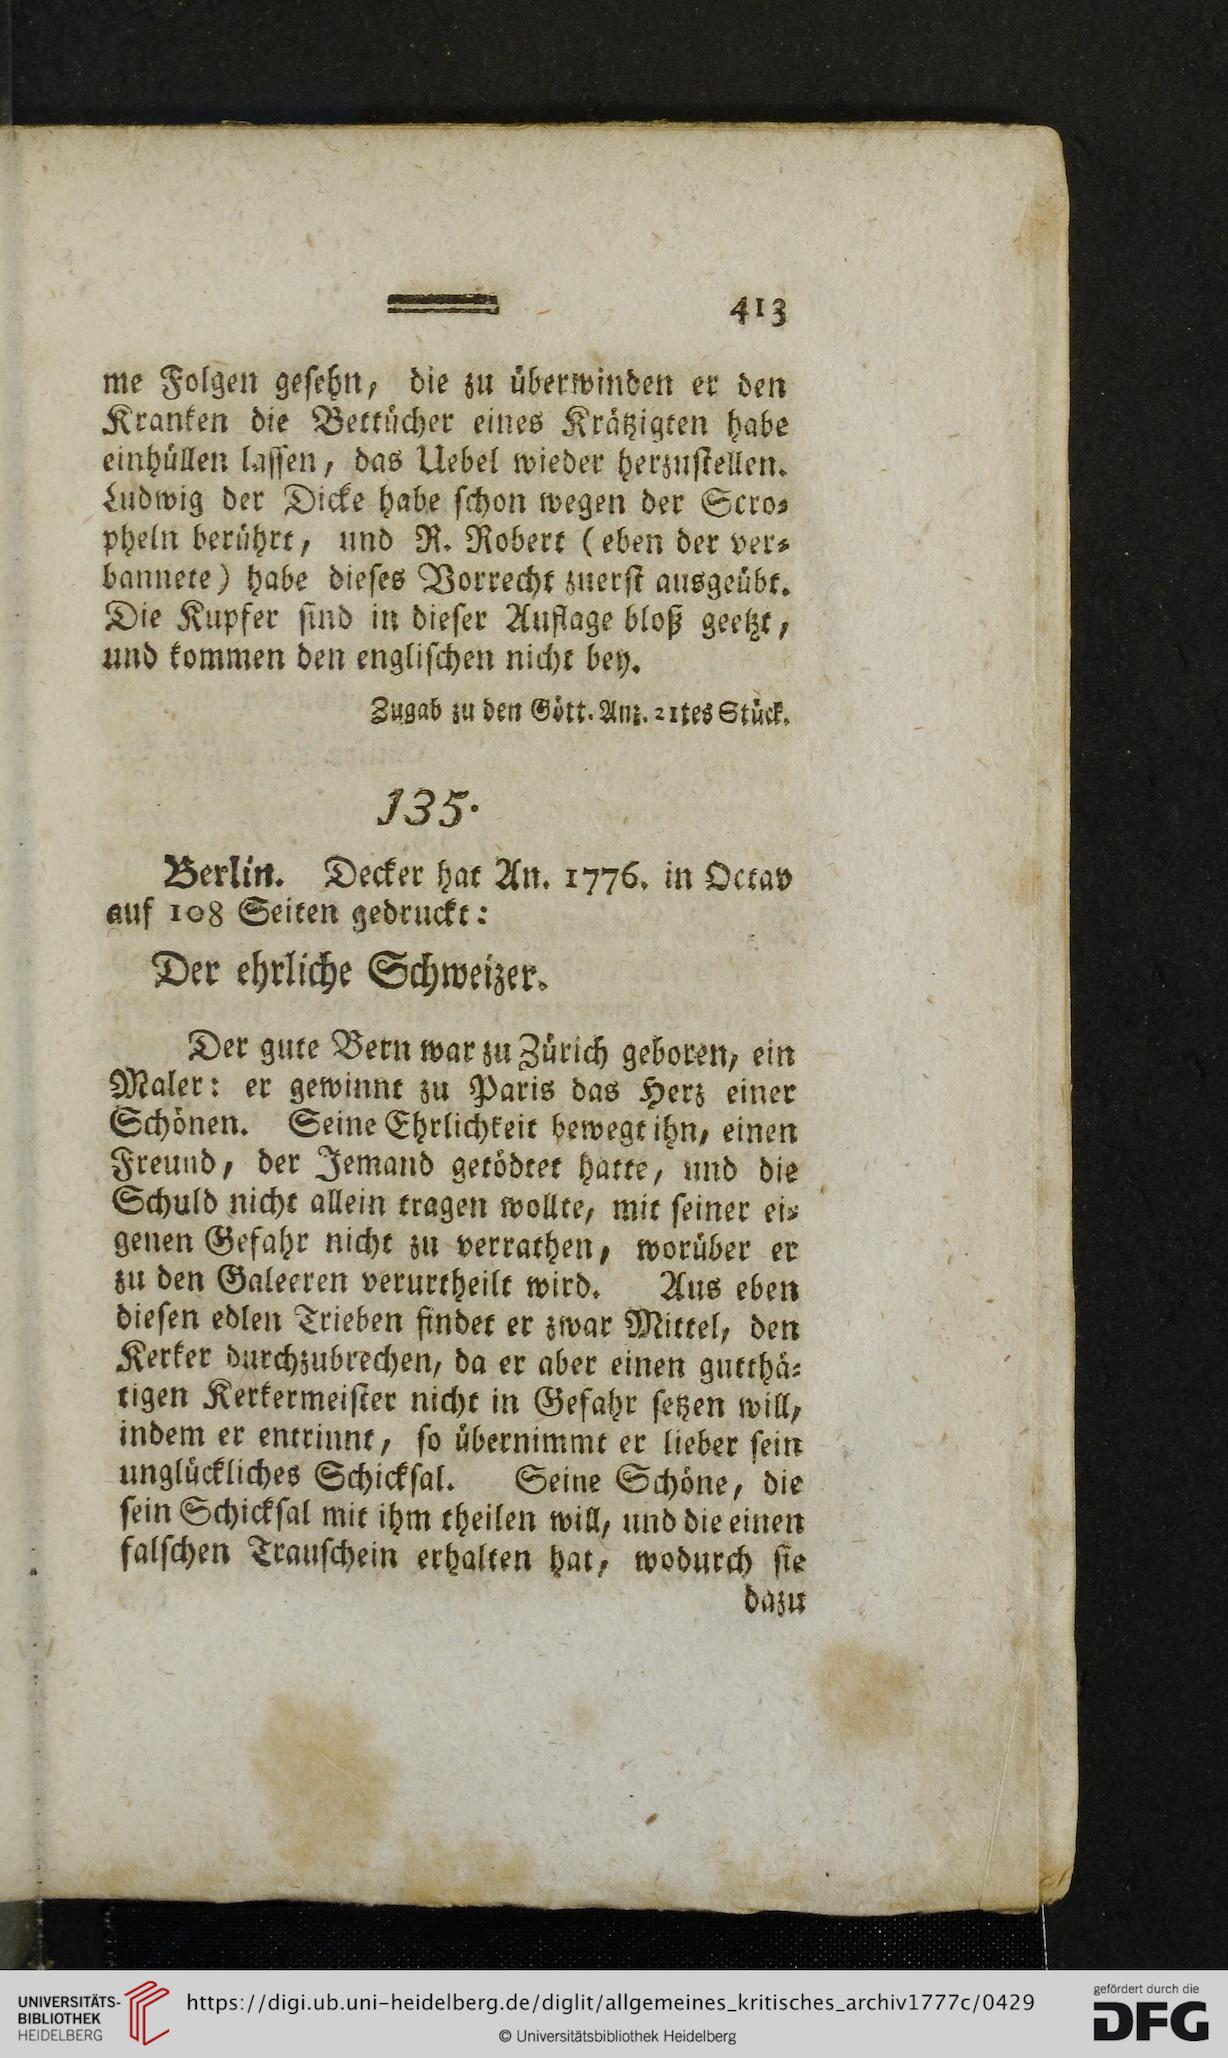 413
me Folgen gesehn, die zu überwinden er den
Kranken die Bettücher eines Krätzigten habe
einhüllen lassen, das Uebel wieder herzustellen.
Ludwig der Dicke habe schon wegen der Scro-
pheln berührt, und R. Robert (eben der ver-
bannete) habe dieses Vorrecht zuerst ausgeübt.
Die Kupfer sind in dieser Auflage bloß geetzt,
und kommen den englischen nicht bey.
Zugab zu den Gött. Anz. 21tes Stück.
135.
Berlin. Decker hat An. 1776. in Octav
auf 108 Seiten gedruckt:
Der ehrliche Schweizer.
Der gute Bern war zu Zürich geboren, ein
Maler: er gewinnt zu Paris das Herz einer
Schönen. Seine Ehrlichkeit bewegt ihn, einen
Freund, der Jemand getödtet hatte, und die
Schuld nicht allein tragen wollte, mit seiner ei-
genen Gefahr nicht zu verrathen, worüber er
zu den Galeeren verurtheilt wird. Aus eben
diesen edlen Trieben findet er zwar Mittel, den
Kerker durchzubrechen, da er aber einen gutthä-
tigen Kerkermeister nicht in Gefahr setzen will,
indem er entrinnt, so übernimmt er lieber sein
unglückliches Schicksal. Seine Schöne, die
sein Schicksal mit ihm theilen will, und die einen
falschen Trauschein erhalten hat, wodurch sie
dazu
UNIVERSITÄTS-
BIBLIOTHEK
HEIDELBERG
https://digi.ub.uni-heidelberg.de/diglit/allgemeines_kritisches_archiv1777c/0429
© Universitätsbibliothek Heidelberg
gefördert durch die
DFG